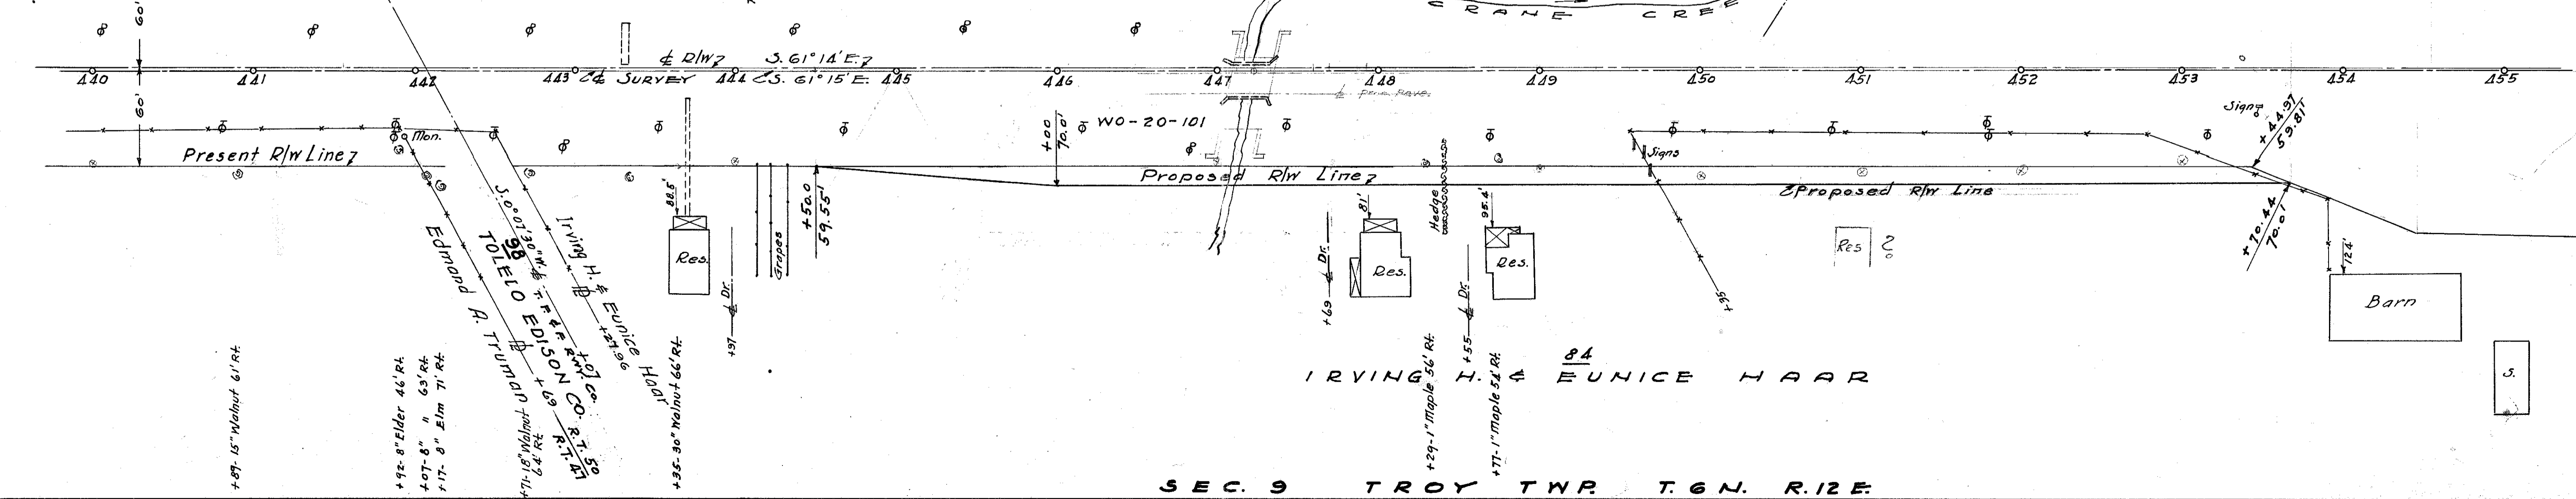 CRANE CREE
60'
60'
℄ R/W S. 61° 14' E.
440 441 442 443 444 445 446 447 448 449 450 451 452 453 454 455
℄ SURVEY S. 61° 15' E.
Signs
+44.97
59.81'
Mon.
+00
70.0'
WO-20-101
Present R/W Line
Signs
Proposed R/W Line
Proposed R/W Line
88.5'
+50.0
59.55'
81'
Hedge
95.4'
+70.44
70.0'
Res.
Grapes
Res.
Res.
Res ?
124'
Barn
S.
℄ Dr.
+97
℄ Dr.
+69
℄ Dr.
+55
+95
Edmond A. Truman
+69
R.T. 47
98
TOLEDO EDISON CO. R.T. 50
S. 0° 01' 30" W.
+07
Irving H. & Eunice Haar
+27.96
84
IRVING H. & EUNICE HAAR
+89-15" Walnut 61' Rt.
+92-8" Elder 46' Rt.
+07-8" " 63' Rt.
+17- 8" Elm 71' Rt.
+71-18" Walnut
64' Rt.
+35-30" Walnut 66' Rt.
+29-1" Maple 56' Rt.
+77-1" Maple 54' Rt.
SEC. 9 TROY TWP. T. 6 N. R. 12 E.